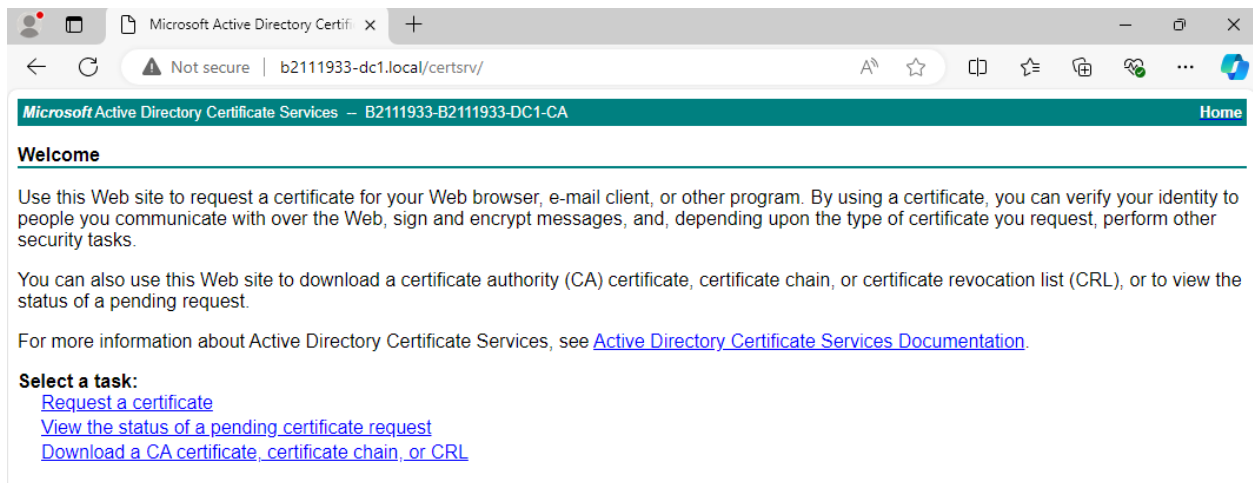 Microsoft Active Directory Certifi
Not secure | b2111933-dc1.local/certsrv/
Microsoft Active Directory Certificate Services -- B2111933-B2111933-DC1-CA Home
Welcome
Use this Web site to request a certificate for your Web browser, e-mail client, or other program. By using a certificate, you can verify your identity to
people you communicate with over the Web, sign and encrypt messages, and, depending upon the type of certificate you request, perform other
security tasks.
You can also use this Web site to download a certificate authority (CA) certificate, certificate chain, or certificate revocation list (CRL), or to view the
status of a pending request.
For more information about Active Directory Certificate Services, see Active Directory Certificate Services Documentation.
Select a task:
Request a certificate
View the status of a pending certificate request
Download a CA certificate, certificate chain, or CRL